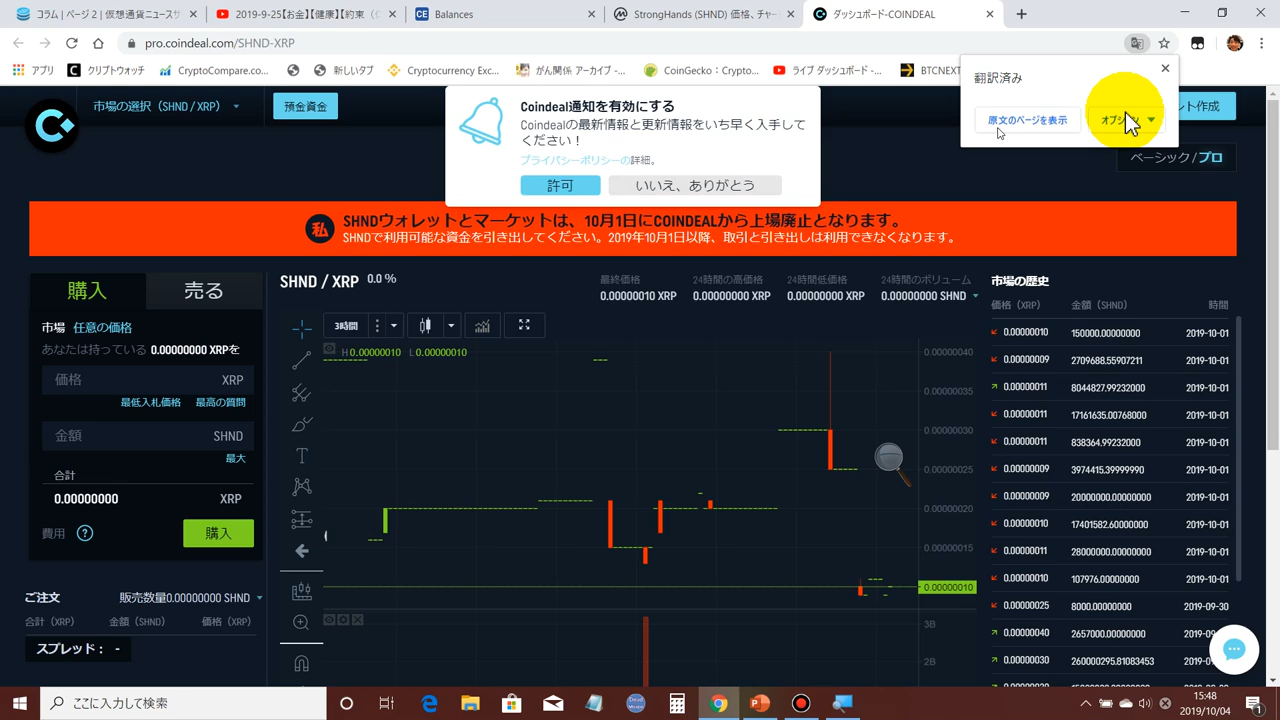 コラム | ページ 2 | 仮想通貨ニュースサ
2019-9-25【お金】【健康】【約束（
CE Balances
StrongHands (SHND) 価格、チャー
ダッシュボード-COINDEAL
pro.coindeal.com/SHND-XRP
アプリ
クリプトウォッチ
CryptoCompare.co...
新しいタブ
Cryptocurrency Exc...
がん関係 アーカイブ -...
CoinGecko：Crypto...
ライブ ダッシュボード -...
BTCNEXT
翻訳済み
原文のページを表示
市場の選択（SHND / XRP）
預金資金
ント作成
ベーシック / プロ
Coindeal通知を有効にする
Coindealの最新情報と更新情報をいち早く入手して
ください！
プライバシーポリシーの詳細。
許可
いいえ、ありがとう
私
SHNDウォレットとマーケットは、10月1日にCOINDEALから上場廃止となります。
SHNDで利用可能な資金を引き出してください。2019年10月1日以降、取引と引き出しは利用できなくなります。
購入
売る
市場 任意の価格
あなたは持っている 0.00000000 XRPを
価格 XRP
最低入札価格 最高の質問
金額 SHND
最大
合計
0.00000000 XRP
費用 ?
購入
ご注文
販売数量0.00000000 SHND
合計（XRP） 金額（SHND） 価格（XRP）
スプレッド： -
SHND / XRP 0.0 %
最終価格 24時間の高価格 24時間低価格 24時間のボリューム
0.00000010 XRP 0.00000000 XRP 0.00000000 XRP 0.00000000 SHND
3時間
H0.00000010 L0.00000010
0.00000040
0.00000035
0.00000030
0.00000025
0.00000020
0.00000015
0.00000010
3B
2B
市場の歴史
価格（XRP） 金額（SHND） 時間
0.00000010 150000.00000000 2019-10-01
0.00000009 2709688.55907211 2019-10-01
0.00000011 8044827.99232000 2019-10-01
0.00000011 17161635.00768000 2019-10-01
0.00000011 838364.99232000 2019-10-01
0.00000009 3974415.39999990 2019-10-01
0.00000009 20000000.00000000 2019-10-01
0.00000010 17401582.60000000 2019-10-01
0.00000011 28000000.00000000 2019-10-01
0.00000010 107976.00000000 2019-10-01
0.00000025 8000.00000000 2019-09-30
0.00000040 2657000.00000000
0.00000030 260000295.81083453
ここに入力して検索
15:48
2019/10/04